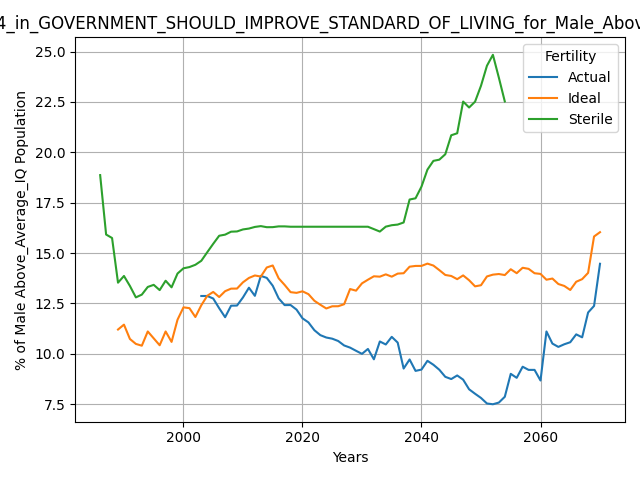 4_in_GOVERNMENT_SHOULD_IMPROVE_STANDARD_OF_LIVING_for_Male_Above
Fertility
Actual
Ideal
Sterile
% of Male Above_Average_IQ Population
25.0
22.5
20.0
17.5
15.0
12.5
10.0
7.5
2000
2020
2040
2060
Years